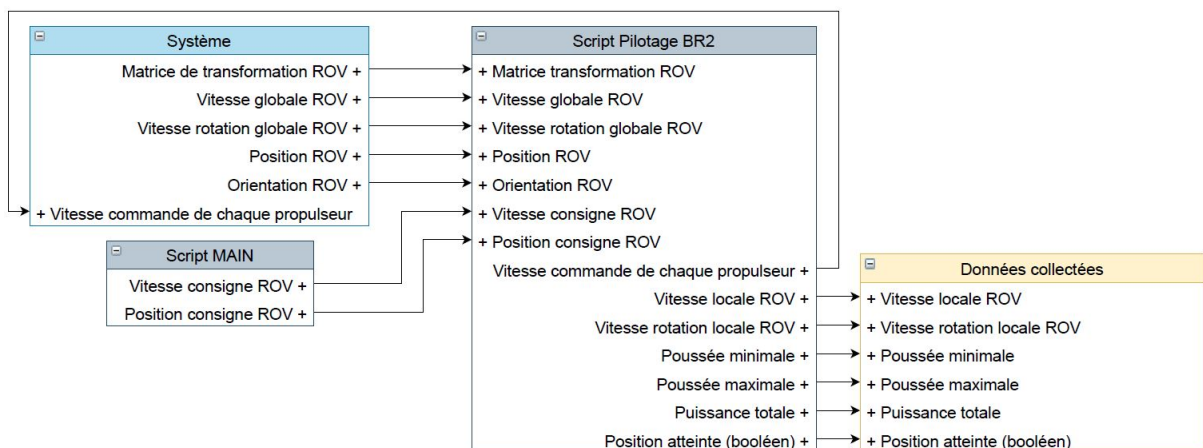 Système
Matrice de transformation ROV +
Vitesse globale ROV +
Vitesse rotation globale ROV +
Position ROV +
Orientation ROV +
+ Vitesse commande de chaque propulseur
Script MAIN
Vitesse consigne ROV +
Position consigne ROV +
Script Pilotage BR2
+ Matrice transformation ROV
+ Vitesse globale ROV
+ Vitesse rotation globale ROV
+ Position ROV
+ Orientation ROV
+ Vitesse consigne ROV
+ Position consigne ROV
Vitesse commande de chaque propulseur +
Vitesse locale ROV +
Vitesse rotation locale ROV +
Poussée minimale +
Poussée maximale +
Puissance totale +
Position atteinte (booléen) +
Données collectées
+ Vitesse locale ROV
+ Vitesse rotation locale ROV
+ Poussée minimale
+ Poussée maximale
+ Puissance totale
+ Position atteinte (booléen)